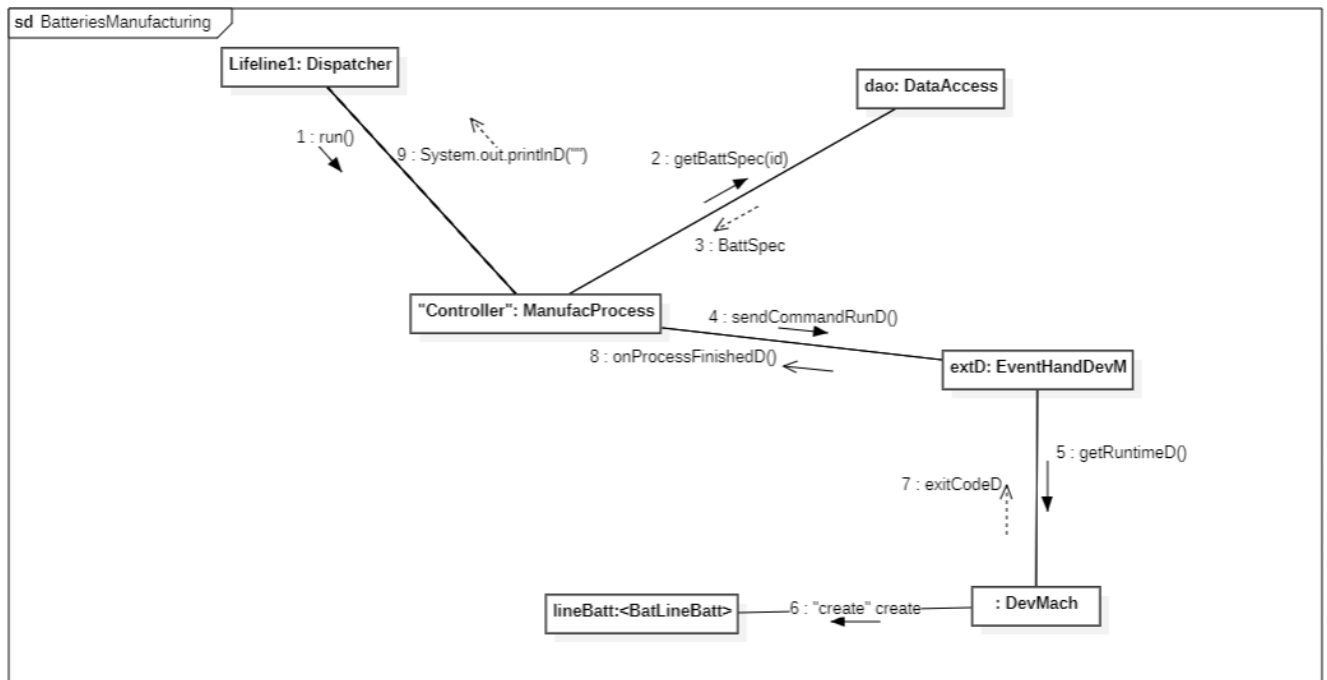 sd BatteriesManufacturing
Lifeline1: Dispatcher
dao: DataAccess
1 : run()
9 : System.out.printlnD("")
2 : getBattSpec(id)
3 : BattSpec
"Controller": ManufacProcess
4 : sendCommandRunD()
8 : onProcessFinishedD()
extD: EventHandDevM
5 : getRuntimeD()
7 : exitCodeD
lineBatt:<BatLineBatt>
6 : "create" create
: DevMach